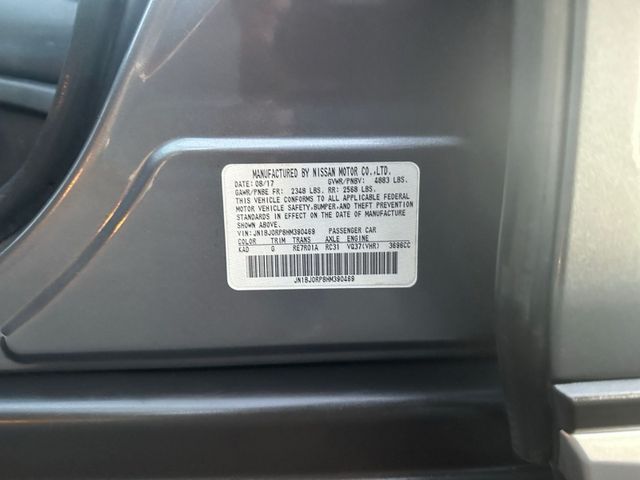 MANUFACTURED BY NISSAN MOTOR CO.,LTD.
DATE: 08/17 GVWR/PNBV: 4883 LBS.
GAWR/PNBE FR: 2348 LBS. RR: 2568 LBS.
THIS VEHICLE CONFORMS TO ALL APPLICABLE FEDERAL
MOTOR VEHICLE SAFETY,BUMPER,AND THEFT PREVENTION
STANDARDS IN EFFECT ON THE DATE OF MANUFACTURE
SHOWN ABOVE.
VIN: JN1BJ0RP8HM390469 PASSENGER CAR
COLOR TRIM TRANS AXLE ENGINE
KAD G RE7R01A RC31 VQ37(VHR) 3696CC
JN1BJ0RP8HM390469